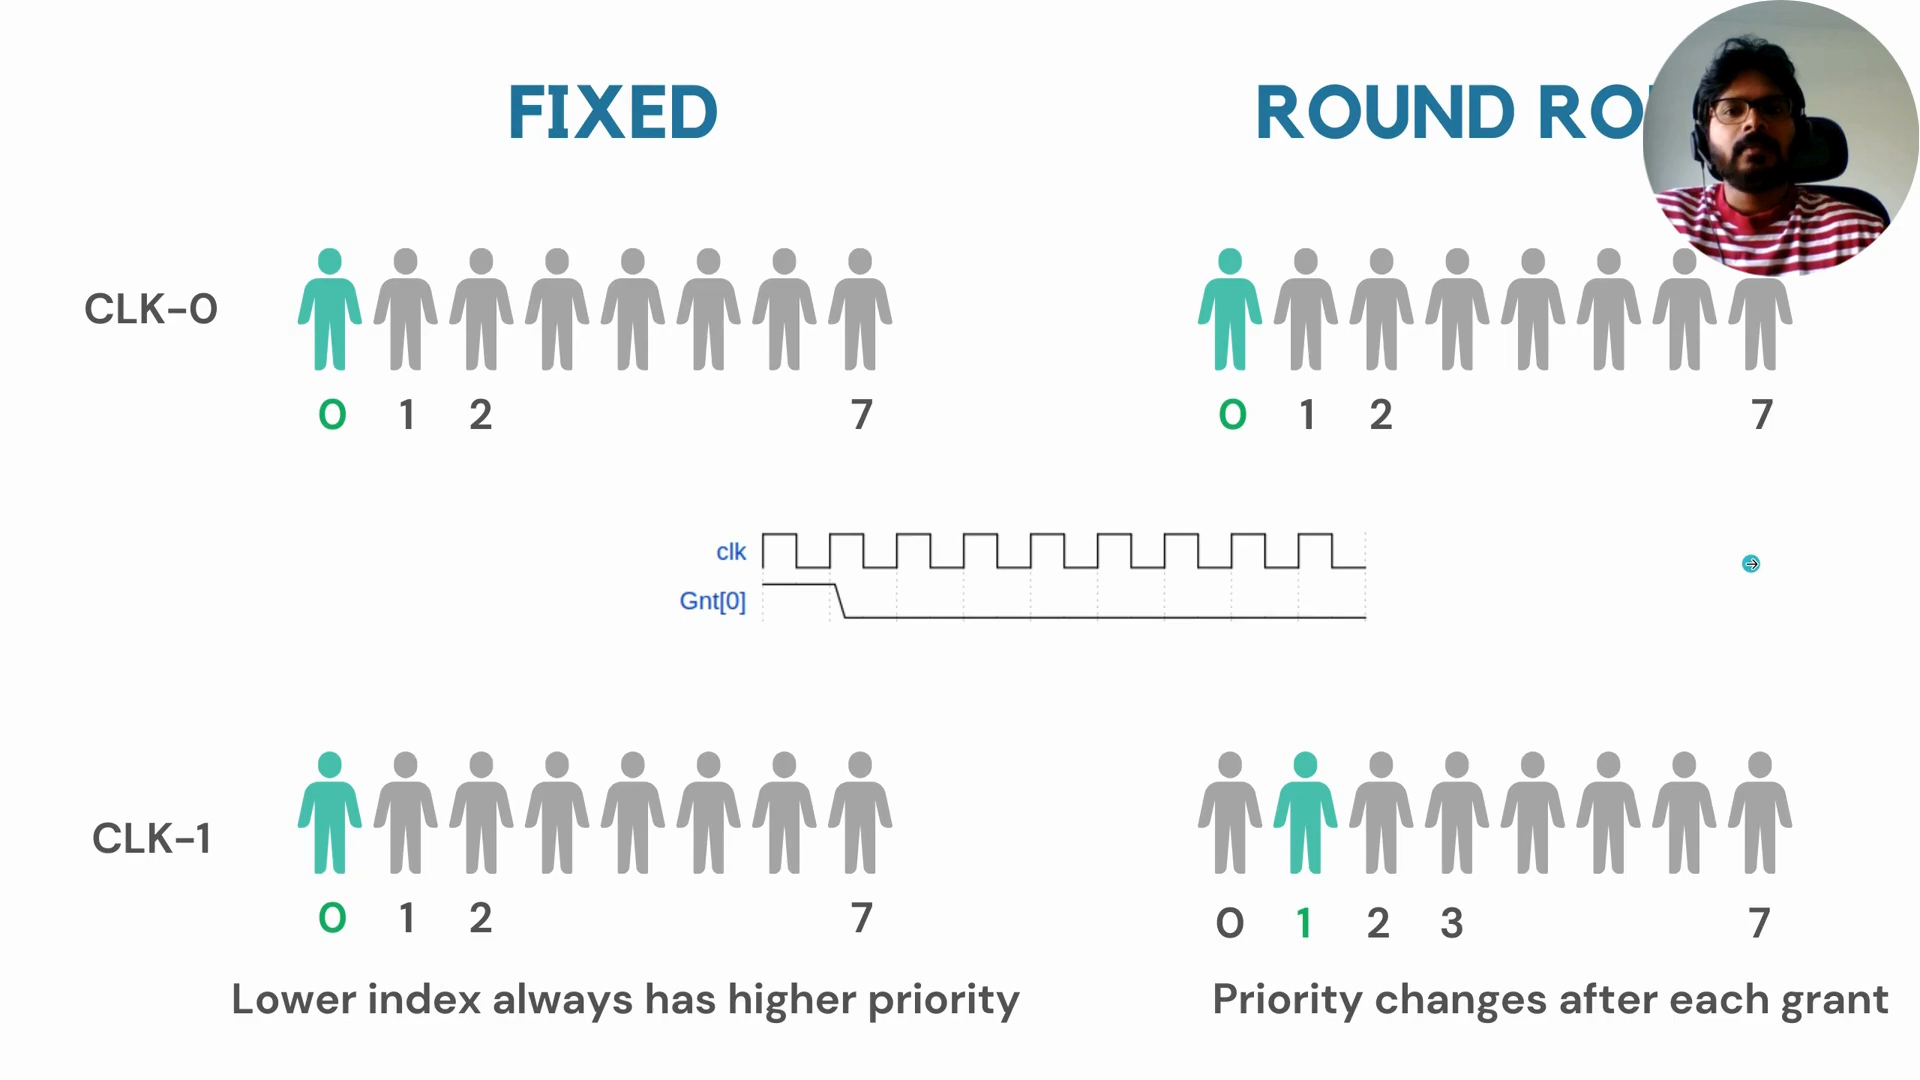 FIXED
ROUND RO
CLK-0
0 1 2 7
0 1 2 7
clk
Gnt[0]
CLK-1
0 1 2 7
0 1 2 3 7
Lower index always has higher priority
Priority changes after each grant